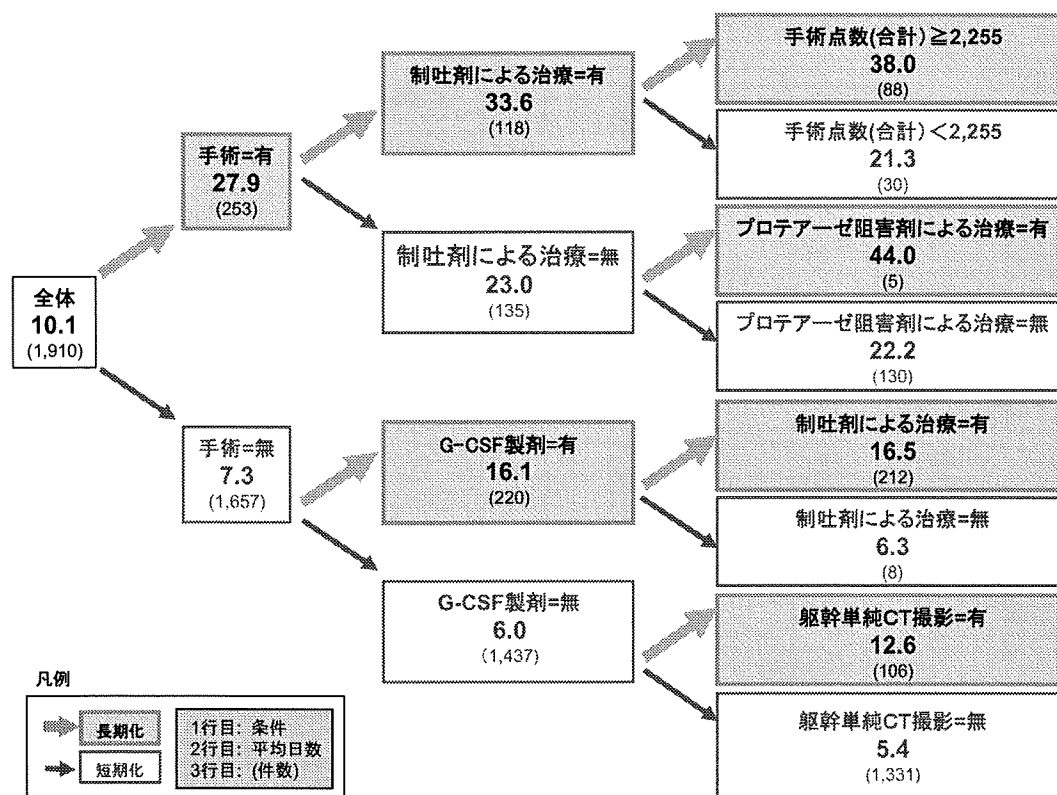 全体
10.1
(1,910)
手術=有
27.9
(253)
手術=無
7.3
(1,657)
制吐剤による治療=有
33.6
(118)
制吐剤による治療=無
23.0
(135)
G-CSF製剤=有
16.1
(220)
G-CSF製剤=無
6.0
(1,437)
手術点数(合計)≧2,255
38.0
(88)
手術点数(合計)<2,255
21.3
(30)
プロテアーゼ阻害剤による治療=有
44.0
(5)
プロテアーゼ阻害剤による治療=無
22.2
(130)
制吐剤による治療=有
16.5
(212)
制吐剤による治療=無
6.3
(8)
躯幹単純CT撮影=有
12.6
(106)
躯幹単純CT撮影=無
5.4
(1,331)
凡例
長期化
短期化
1行目: 条件
2行目: 平均日数
3行目: (件数)